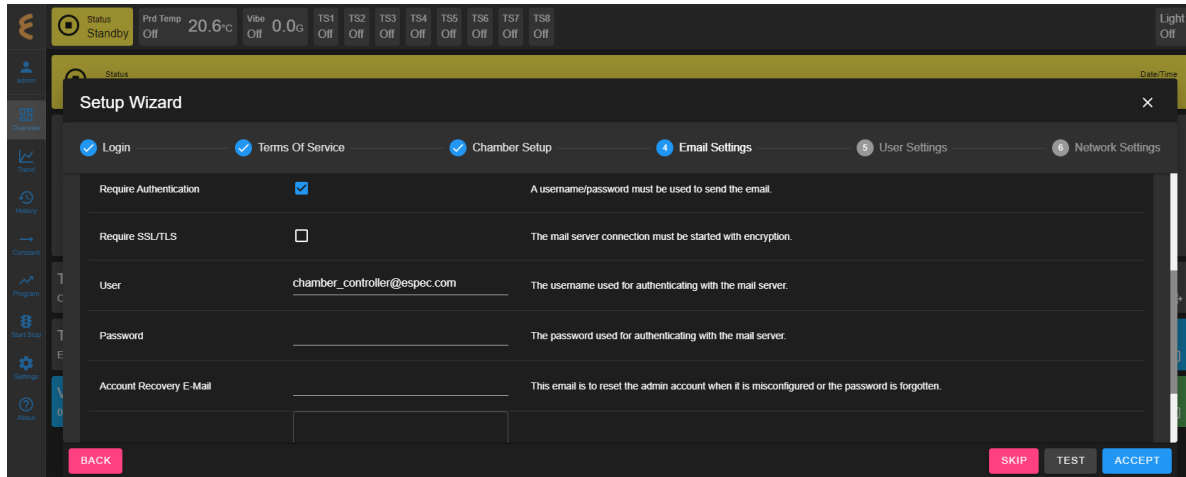 Status
Standby
Prd Temp
Off
20.6°C
Vibe
Off
0.0G
TS1
Off
TS2
Off
TS3
Off
TS4
Off
TS5
Off
TS6
Off
TS7
Off
TS8
Off
Light
Off
admin
Status
Date/Time
Setup Wizard
Login
Terms Of Service
Chamber Setup
4 Email Settings
5 User Settings
6 Network Settings
Overview
Trend
History
Constant
Program
Start Stop
Settings
About
Require Authentication
A username/password must be used to send the email.
Require SSL/TLS
The mail server connection must be started with encryption.
User
chamber_controller@espec.com
The username used for authenticating with the mail server.
Password
The password used for authenticating with the mail server.
Account Recovery E-Mail
This email is to reset the admin account when it is misconfigured or the password is forgotten.
BACK
SKIP
TEST
ACCEPT